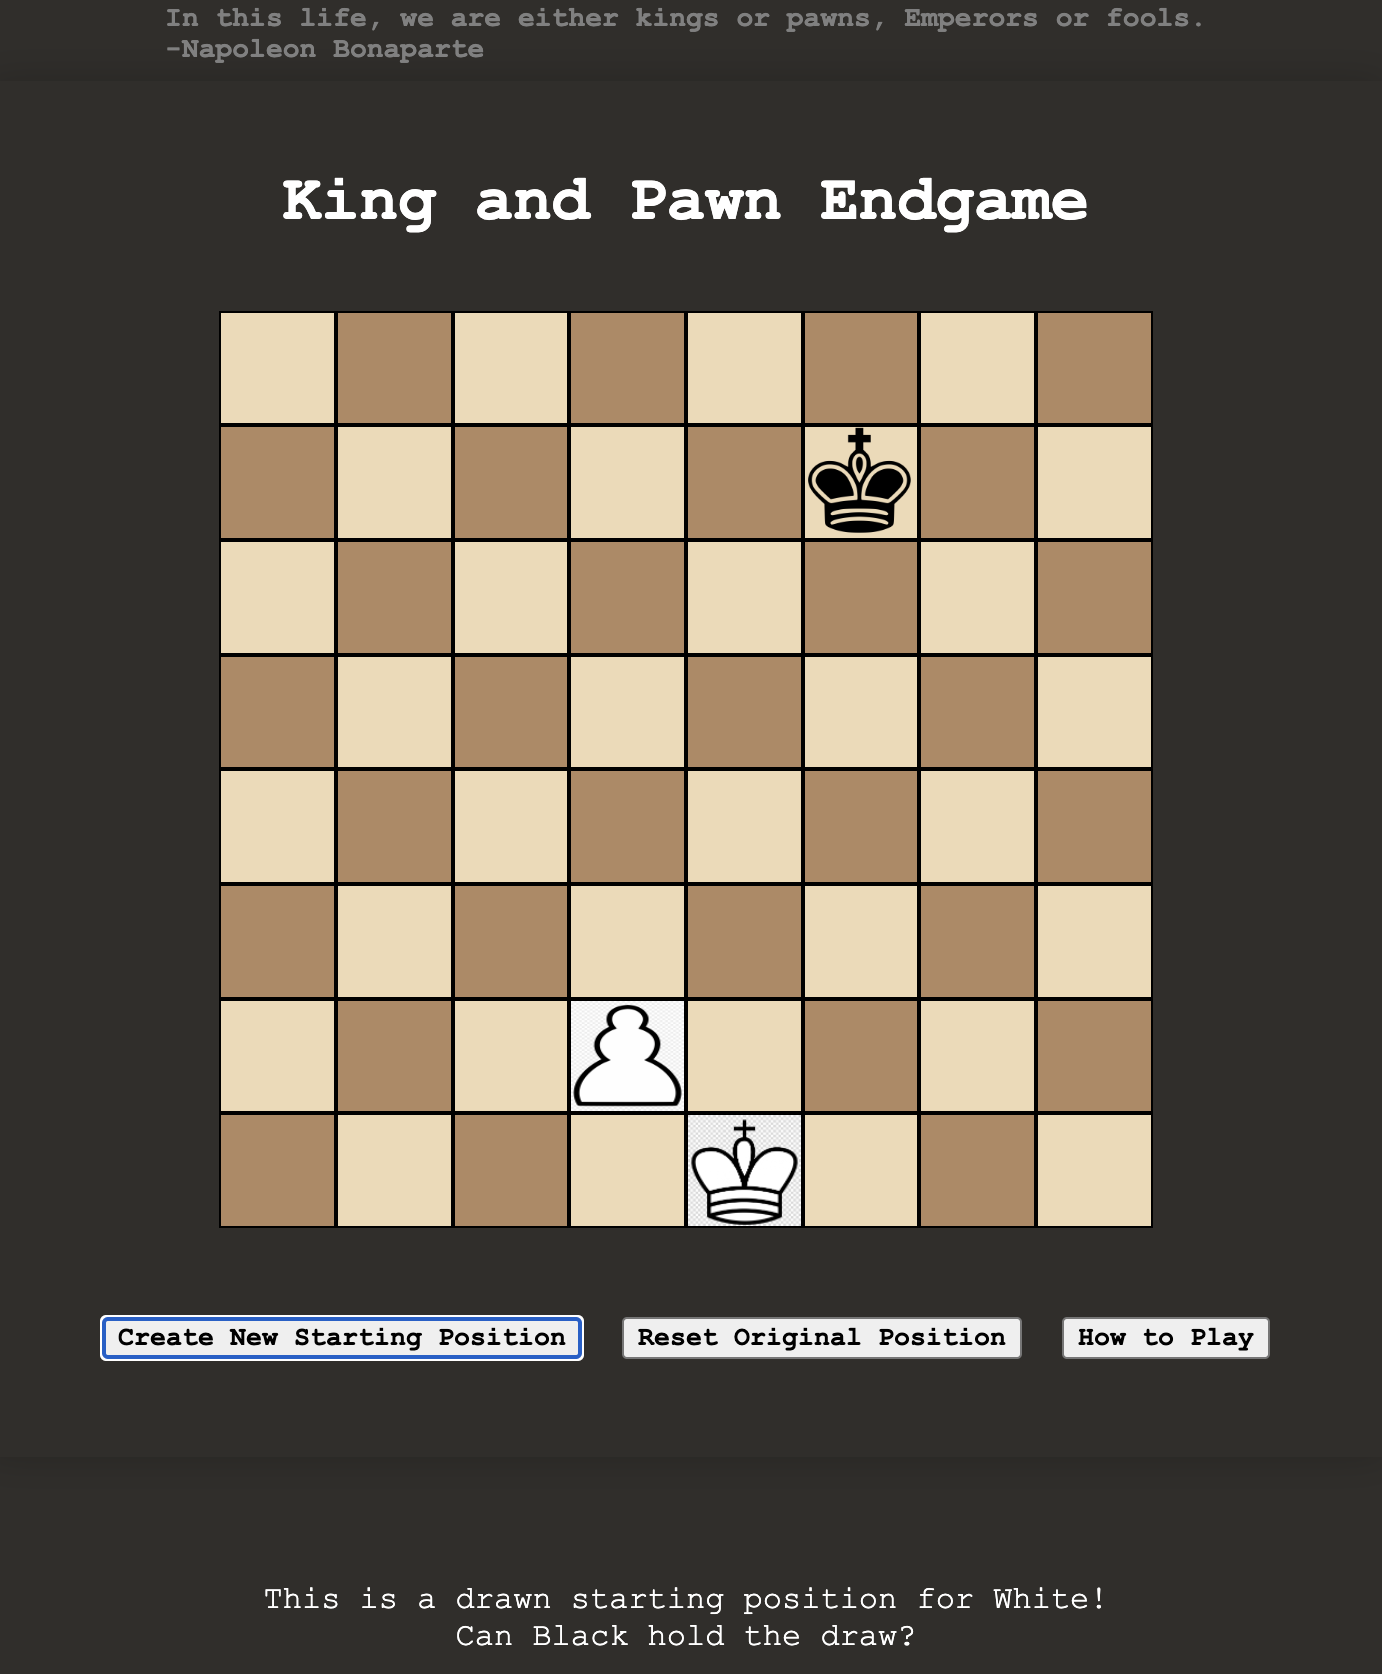 In this life, we are either kings or pawns, Emperors or fools.
-Napoleon Bonaparte
King and Pawn Endgame
Create New Starting Position
Reset Original Position
How to Play
This is a drawn starting position for White!
Can Black hold the draw?